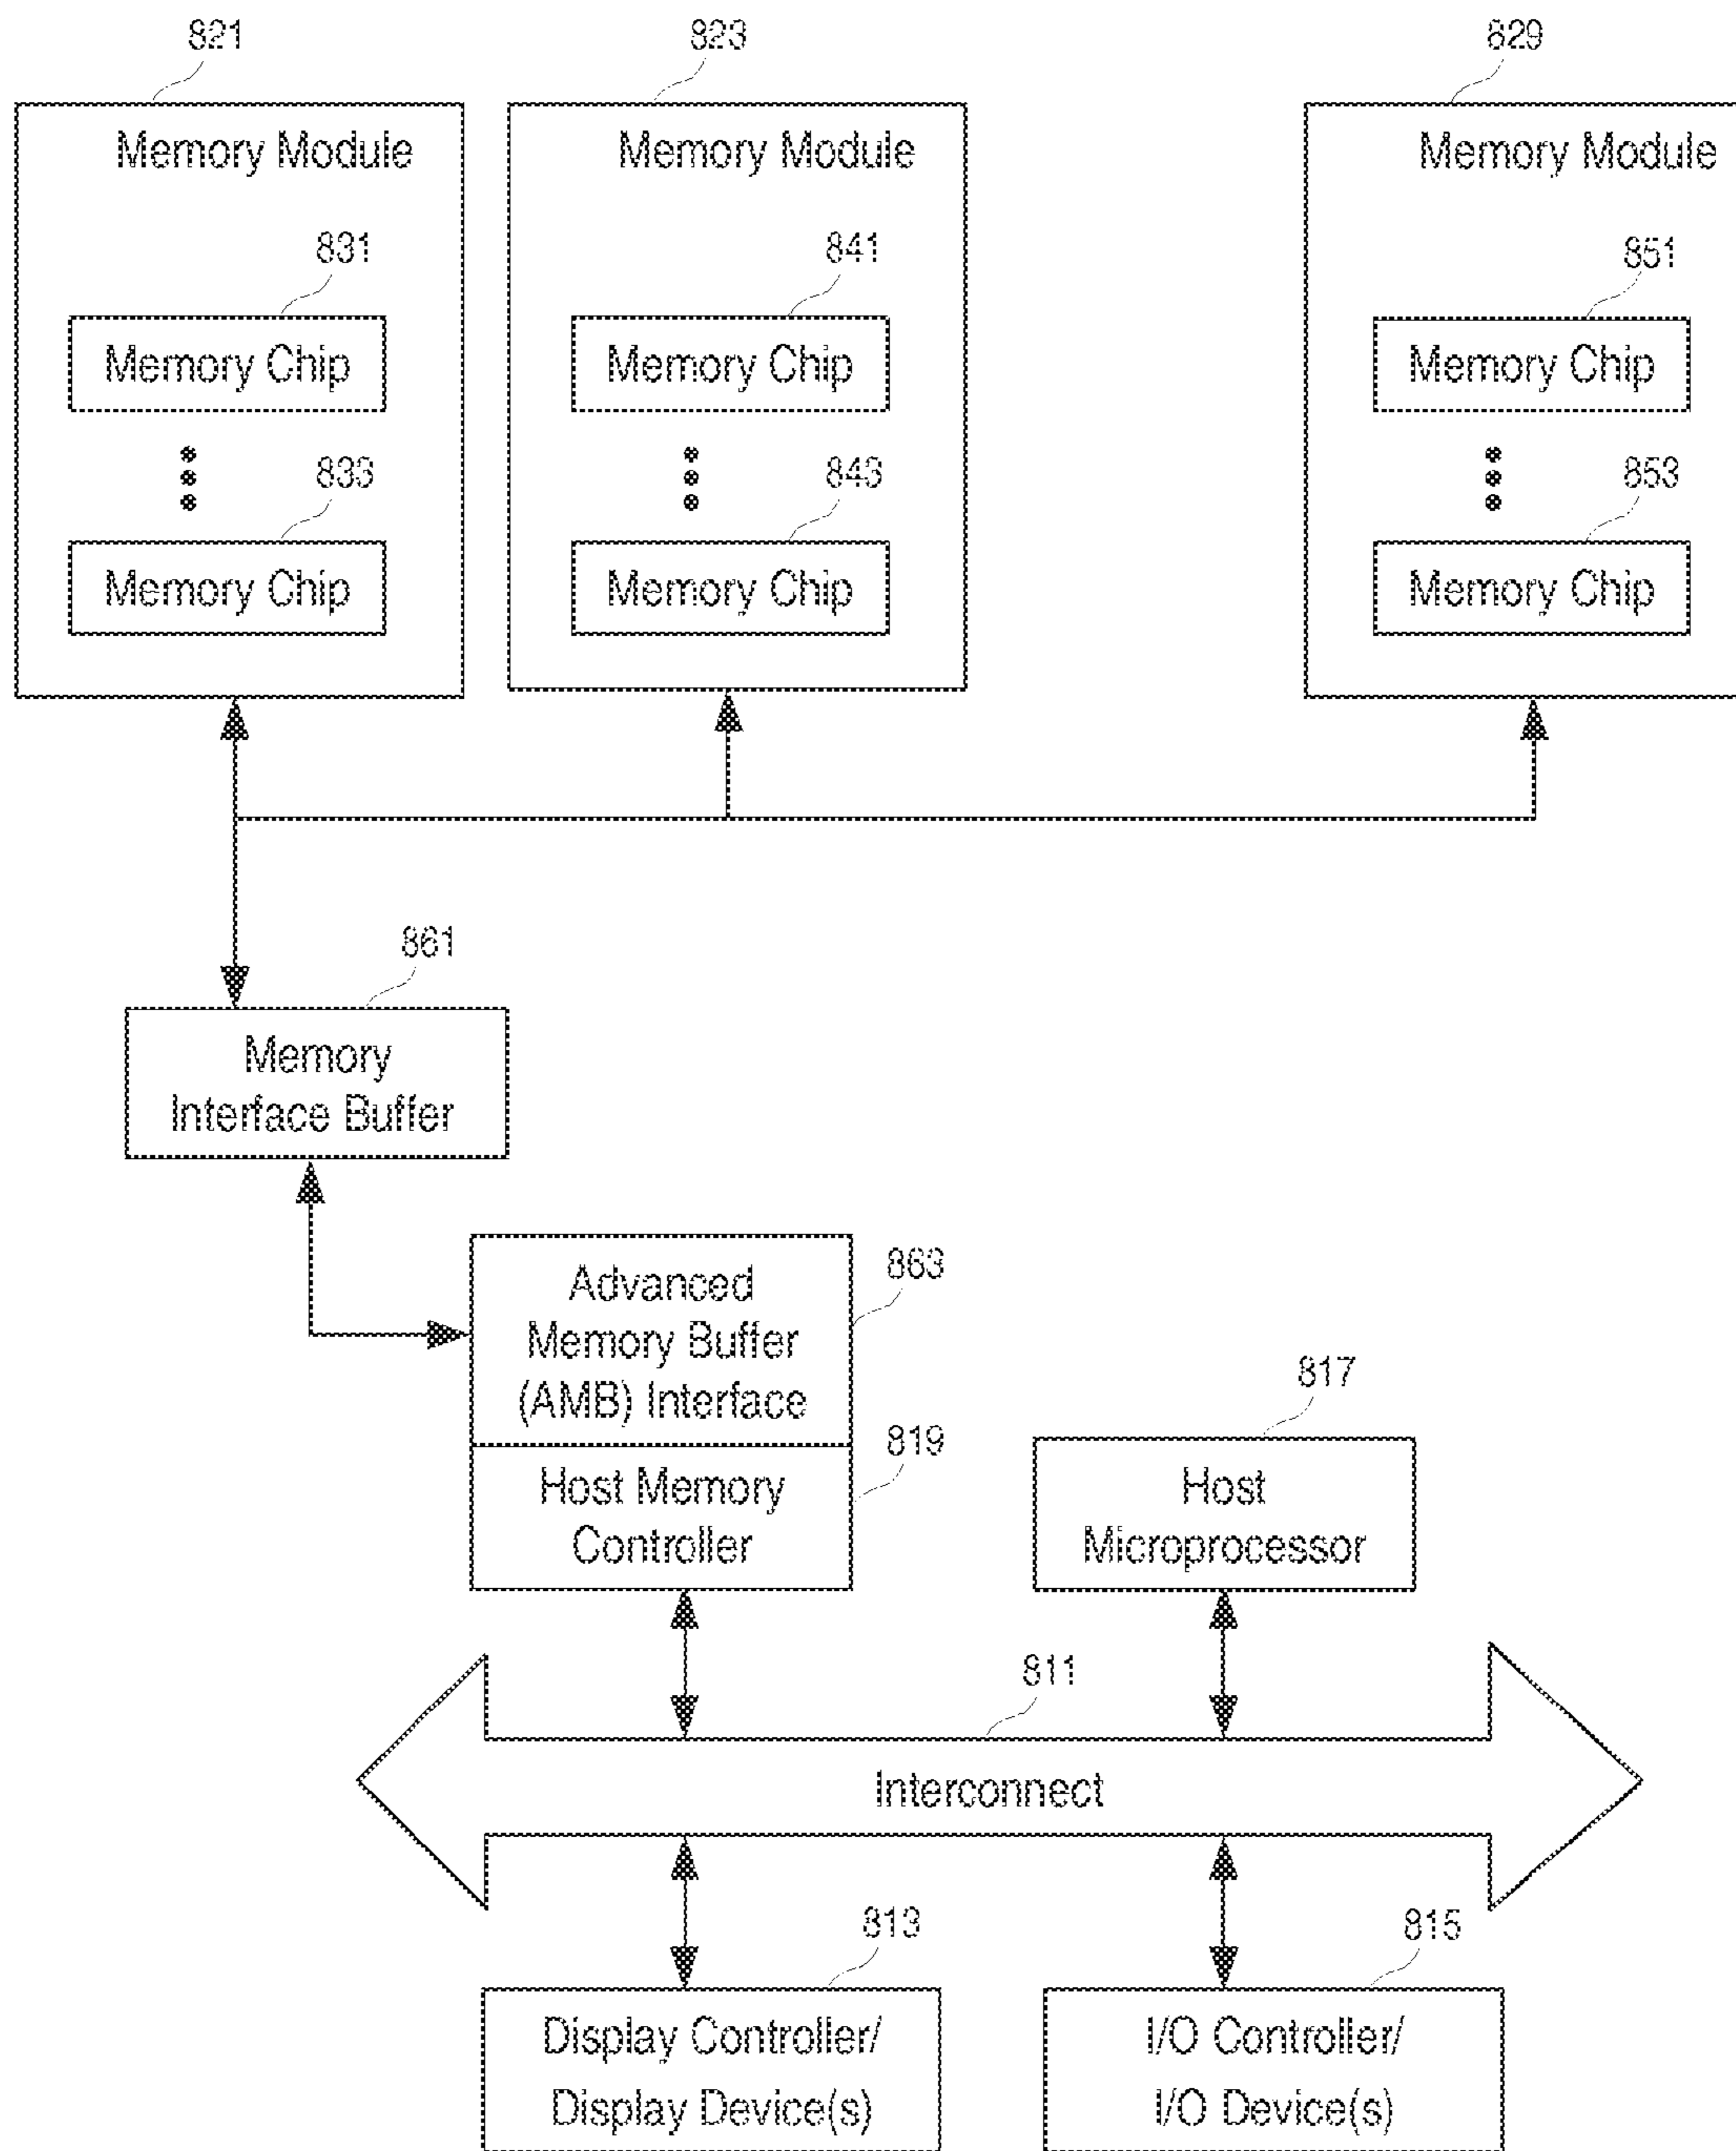 821
823
829
Memory Module
Memory Module
Memory Module
831
841
851
Memory Chip
Memory Chip
Memory Chip
833
843
853
Memory Chip
Memory Chip
Memory Chip
861
Memory
Interface Buffer
863
Advanced
Memory Buffer
(AMB) Interface
819
Host Memory
Controller
817
Host
Microprocessor
811
Interconnect
813
Display Controller/
Display Device(s)
815
I/O Controller/
I/O Device(s)